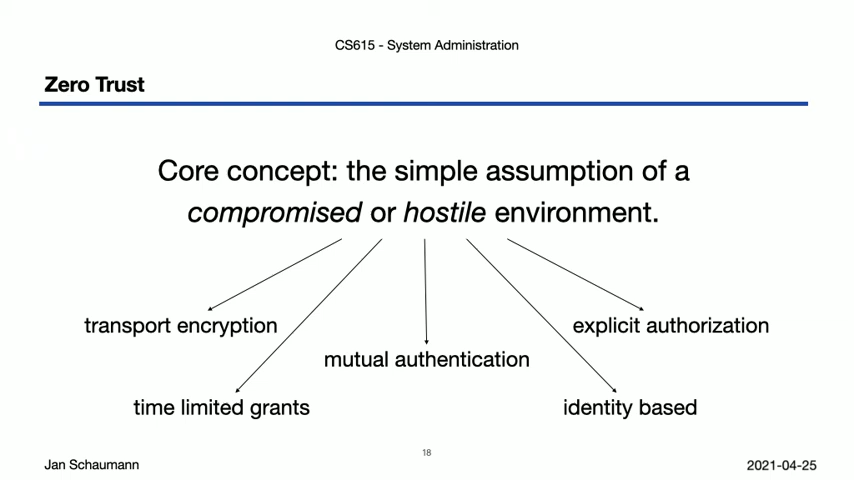 CS615 - System Administration
Zero Trust
Core concept: the simple assumption of a
compromised or hostile environment.
transport encryption
explicit authorization
mutual authentication
time limited grants
identity based
Jan Schaumann
18
2021-04-25